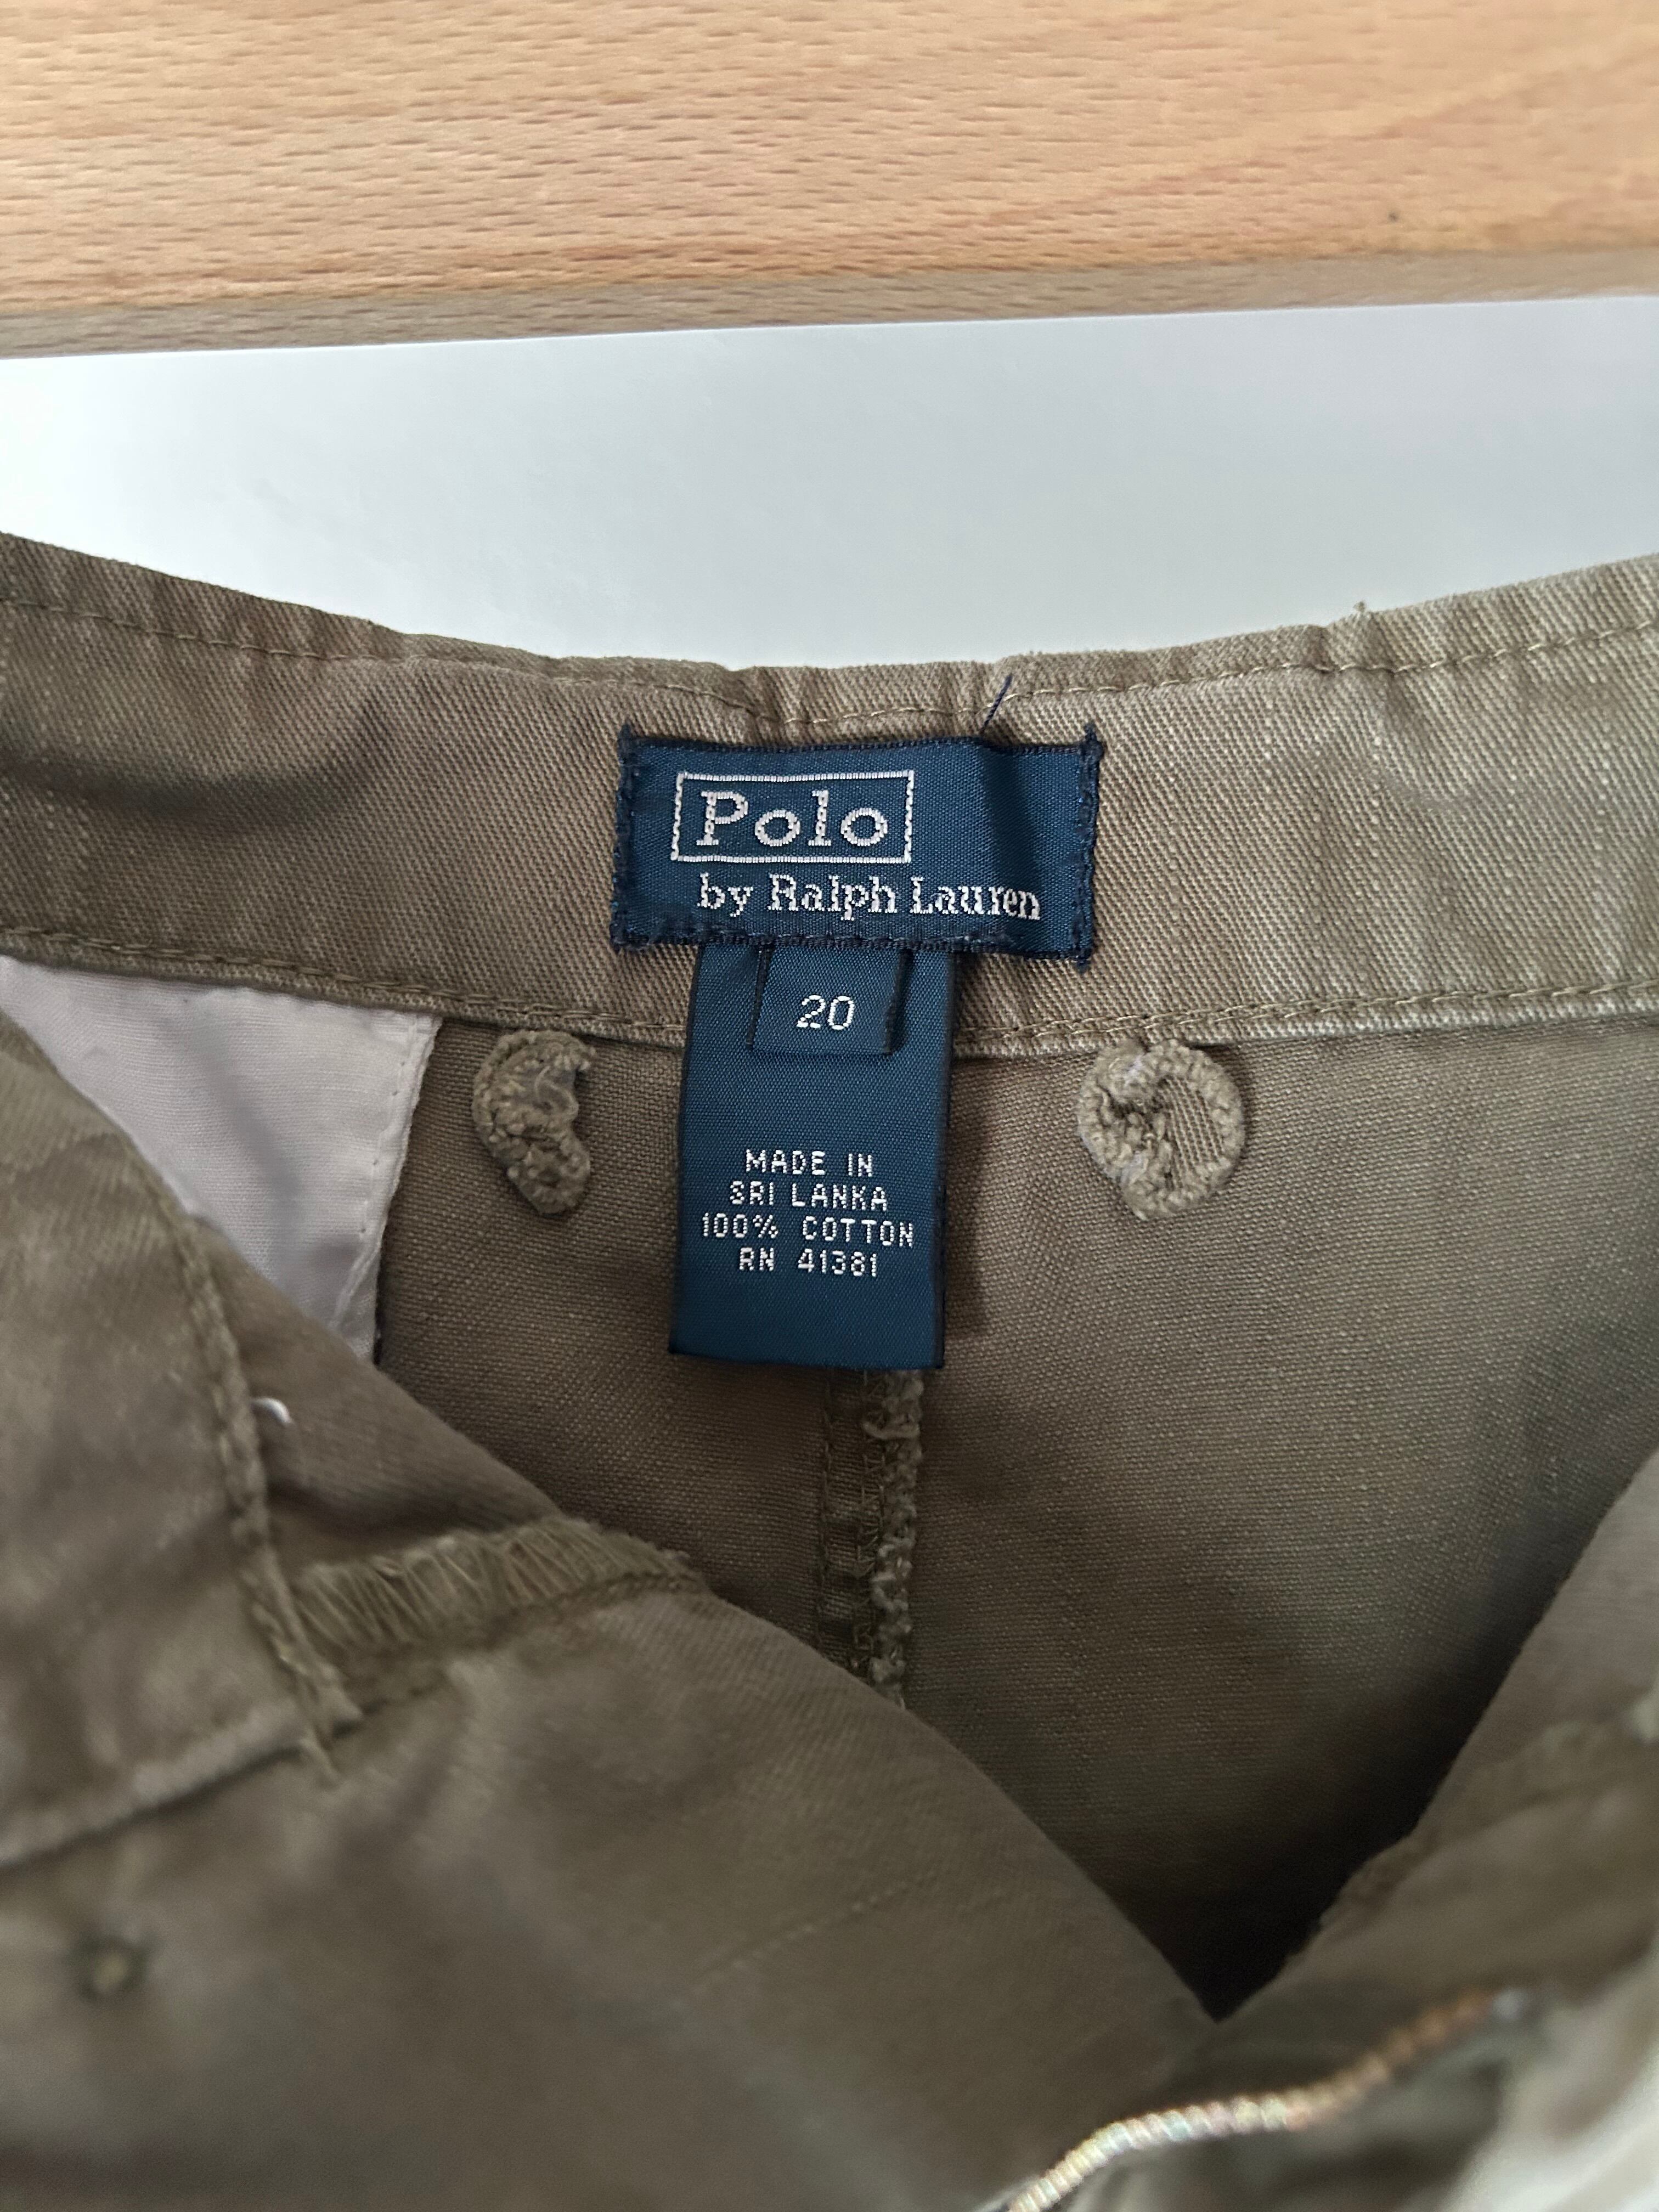 Polo
by Ralph Lauren
20
MADE IN
SRI LANKA
100% COTTON
RN 41381